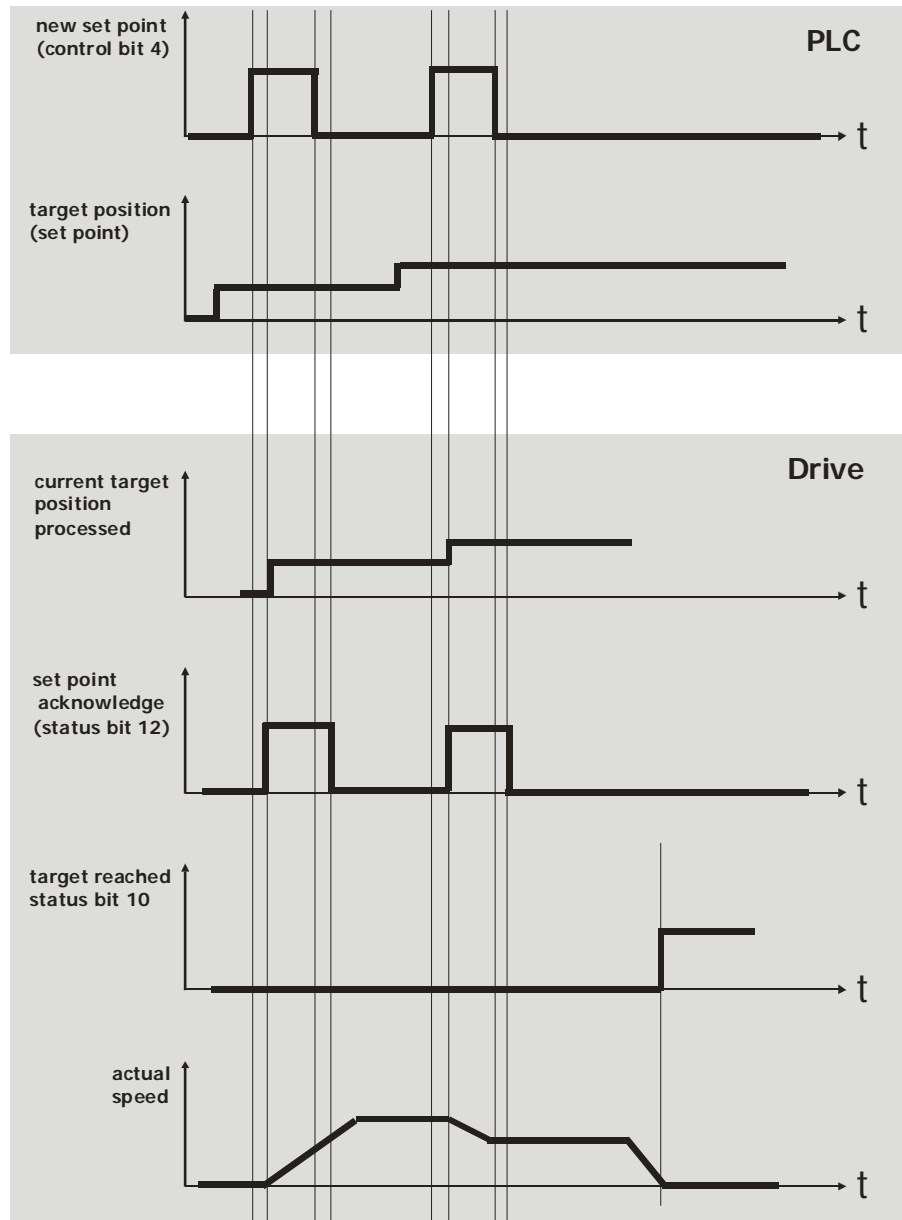 new set point
(control bit 4)
PLC
t
target position
(set point)
t
Drive
current target
position
processed
t
set point
acknowledge
(status bit 12)
t
target reached
status bit 10
t
actual
speed
t